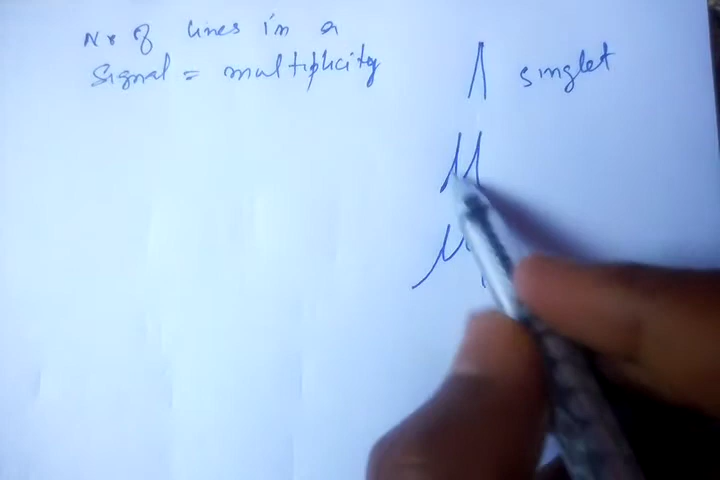 Nr of lines in a
Signal = multiplicity
singlet